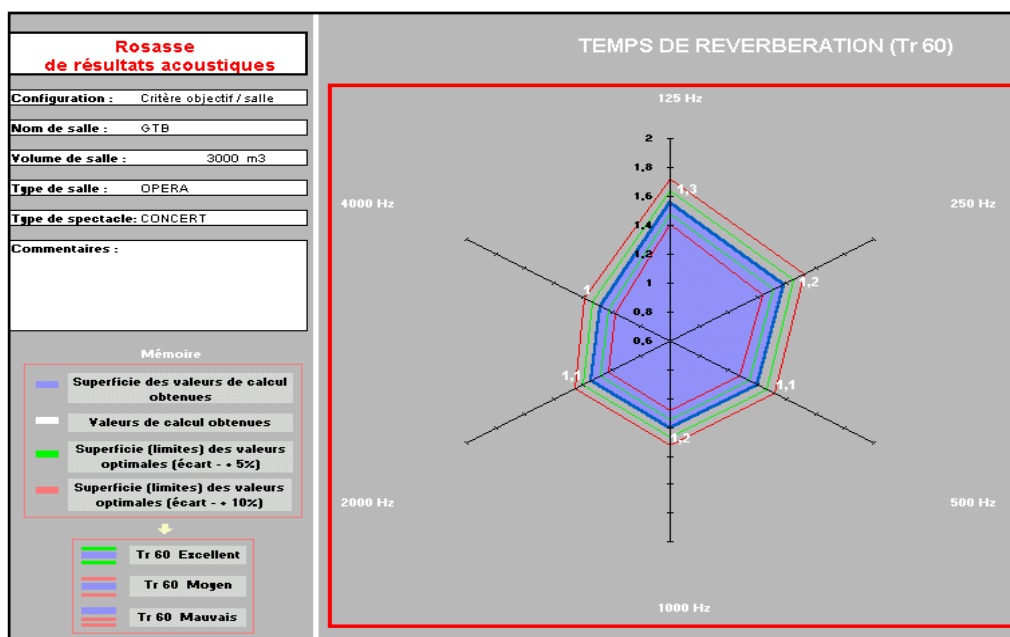 Rosasse
de résultats acoustiques
Configuration : Critère objectif / salle
Nom de salle : GTB
Volume de salle : 3000 m3
Type de salle : OPERA
Type de spectacle: CONCERT
Commentaires :
Mémoire
Superficie des valeurs de calcul
obtenues
Valeurs de calcul obtenues
Superficie (limites) des valeurs
optimales (écart - + 5%)
Superficie (limites) des valeurs
optimales (écart - + 10%)
Tr 60 Excellent
Tr 60 Moyen
Tr 60 Mauvais
TEMPS DE REVERBERATION (Tr 60)
125 Hz
2
1,8
1,6
1,4
1,2
1
0,8
0,6
1,3
250 Hz
1,2
1,1
500 Hz
1,2
1000 Hz
1,1
2000 Hz
1
4000 Hz